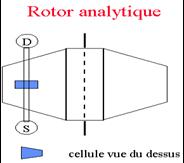 Rotor analytique
D
S
cellule vue du dessus